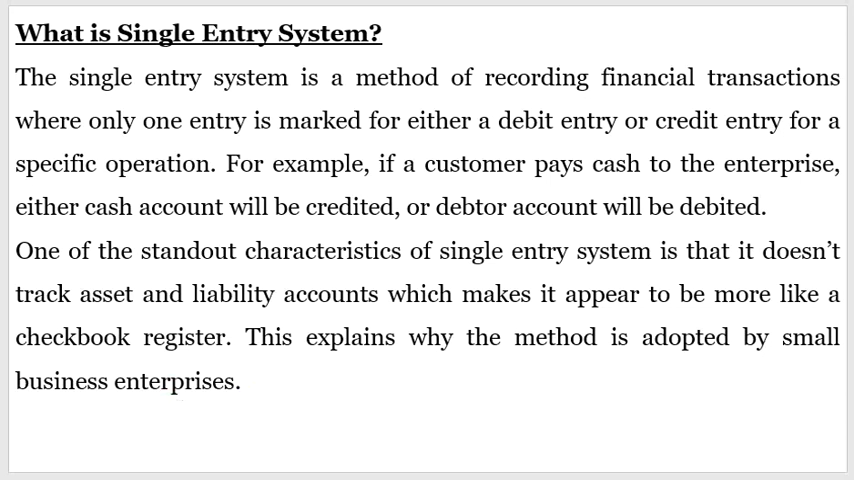 What is Single Entry System?
The single entry system is a method of recording financial transactions
where only one entry is marked for either a debit entry or credit entry for a
specific operation. For example, if a customer pays cash to the enterprise,
either cash account will be credited, or debtor account will be debited.
One of the standout characteristics of single entry system is that it doesn’t
track asset and liability accounts which makes it appear to be more like a
checkbook register. This explains why the method is adopted by small
business enterprises.